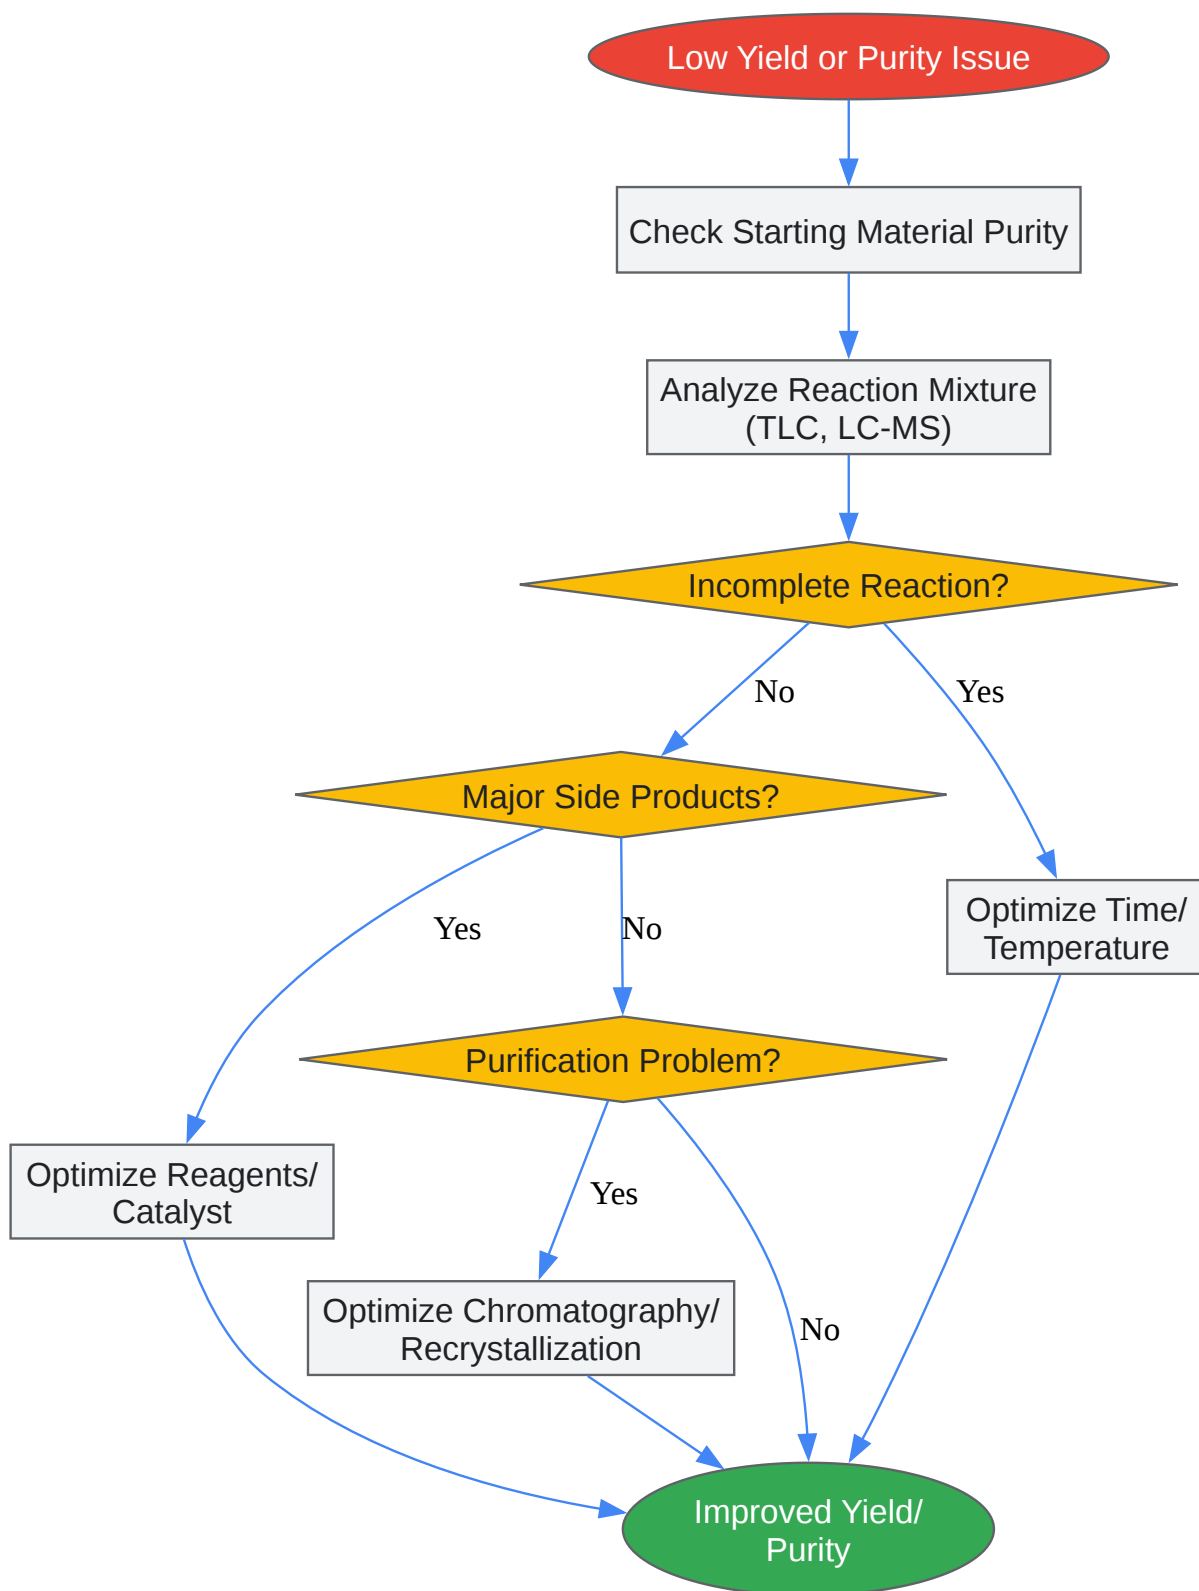 Low Yield or Purity Issue
Check Starting Material Purity
Analyze Reaction Mixture
(TLC, LC-MS)
Incomplete Reaction?
No
Yes
Major Side Products?
Yes
No
Optimize Time/
Temperature
Purification Problem?
Optimize Reagents/
Catalyst
Yes
No
Optimize Chromatography/
Recrystallization
Improved Yield/
Purity